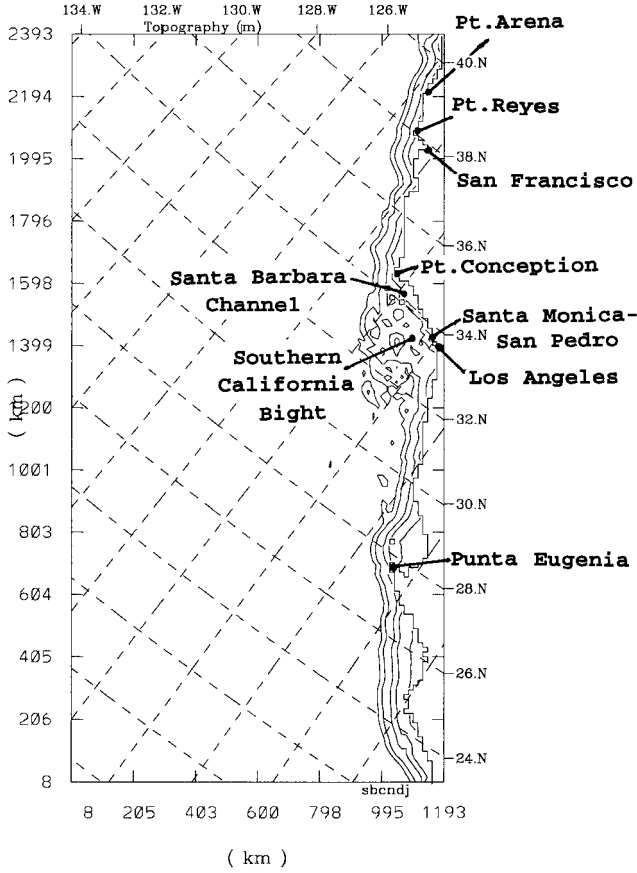 134.W 132.W 130.W 128.W 126.W
Topography (m)
Pt.Arena
2393
40.N
2194
Pt.Reyes
1995
38.N
San Francisco
1796
36.N
Pt.Conception
1598
Santa Barbara
Channel
Santa Monica-
San Pedro
34.N
1399
Southern
California
Bight
Los Angeles
( km )
1200
32.N
1001
30.N
803
Punta Eugenia
604
28.N
405
26.N
206
24.N
8
sbcndj
8 205 403 600 798 995 1193
( km )